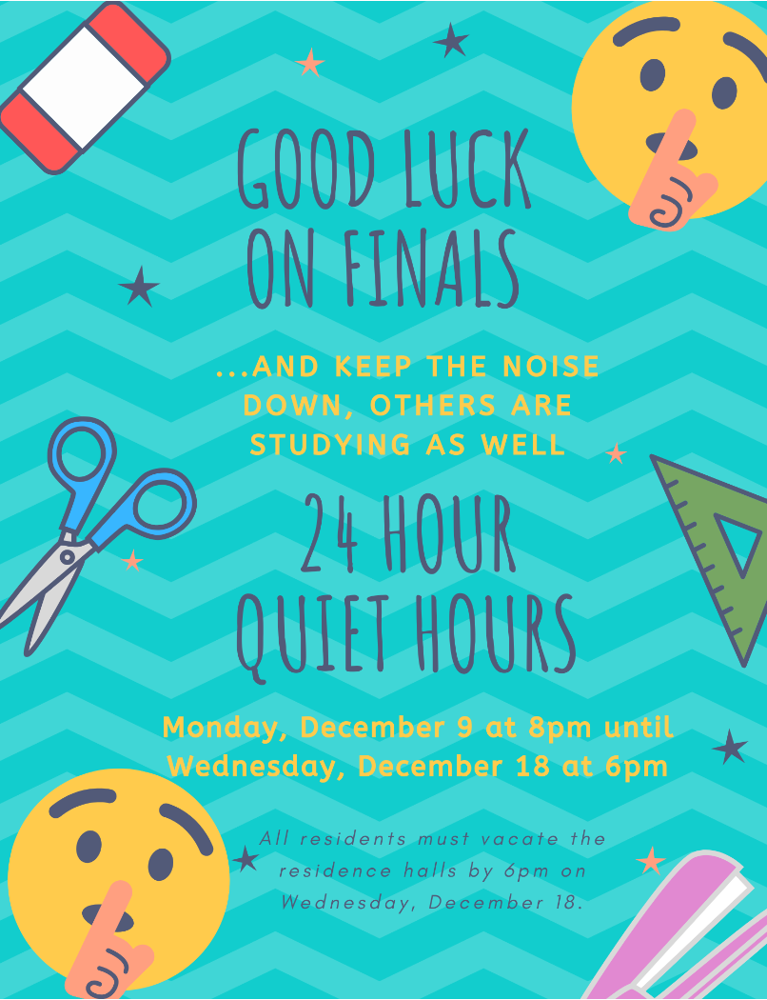 GOOD LUCK
ON FINALS
...AND KEEP THE NOISE
DOWN, OTHERS ARE
STUDYING AS WELL
24 HOUR
QUIET HOURS
Monday, December 9 at 8pm until
Wednesday, December 18 at 6pm
All residents must vacate the
residence halls by 6pm on
Wednesday, December 18.